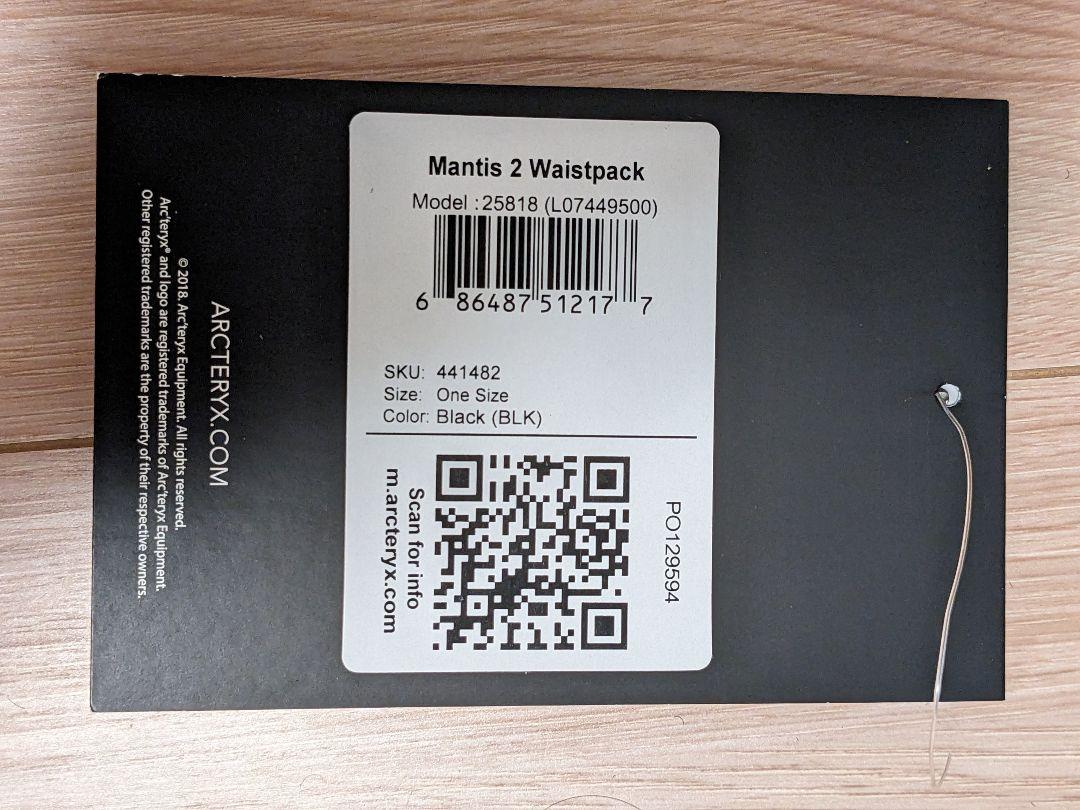 Mantis 2 Waistpack
Model : 25818 (L07449500)
6 86487 51217 7
SKU: 441482
Size: One Size
Color: Black (BLK)
PO129594
Scan for info
m.arcteryx.com
ARCTERYX.COM
© 2018. Arc'teryx Equipment. All rights reserved.
Arc'teryx® and logo are registered trademarks of Arc'teryx Equipment.
Other registered trademarks are the property of their respective owners.